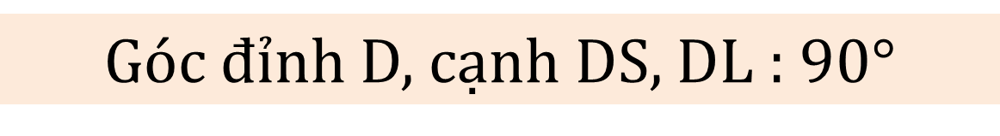 Góc đỉnh D, cạnh DS, DL : 90°